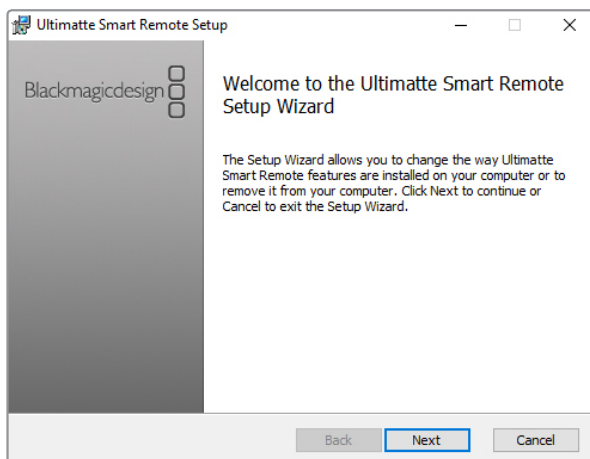 Ultimatte Smart Remote Setup
Blackmagicdesign
Welcome to the Ultimatte Smart Remote
Setup Wizard
The Setup Wizard allows you to change the way Ultimatte
Smart Remote features are installed on your computer or to
remove it from your computer. Click Next to continue or
Cancel to exit the Setup Wizard.
Back Next Cancel